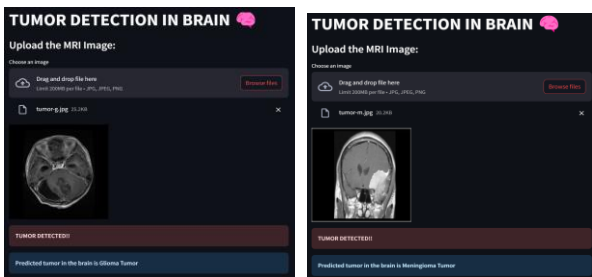 TUMOR DETECTION IN BRAIN 🧠
Upload the MRI Image:
Choose an image
Drag and drop file here
Limit 200MB per file • JPG, JPEG, PNG
Browse files
tumor-g.jpg 25.2KB
TUMOR DETECTED!!
Predicted tumor in the brain is Glioma Tumor
TUMOR DETECTION IN BRAIN 🧠
Upload the MRI Image:
Choose an image
Drag and drop file here
Limit 200MB per file • JPG, JPEG, PNG
Browse files
tumor-m.jpg
TUMOR DETECTED!!
Predicted tumor in the brain is Meningioma Tumor